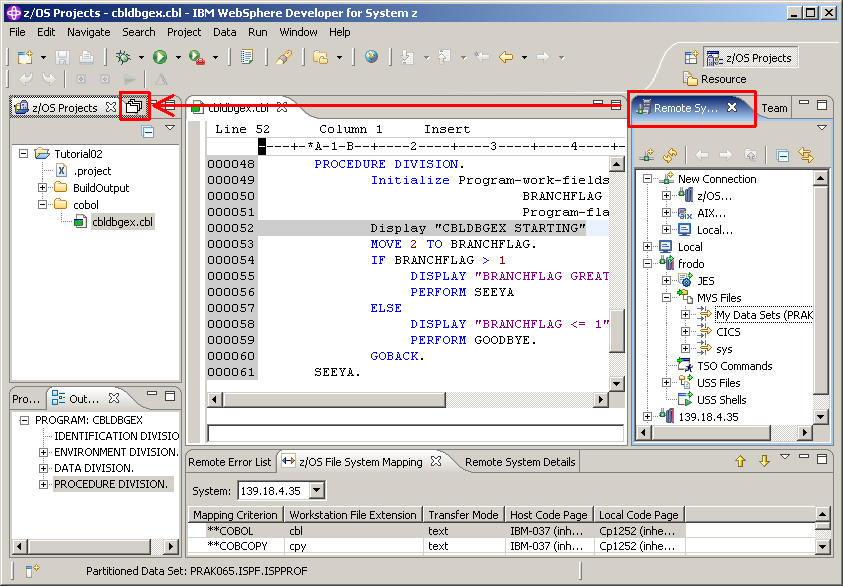 z/OS Projects - cbldbgex.cbl - IBM WebSphere Developer for System z
File Edit Navigate Search Project Data Run Window Help
z/OS Projects
Resource
z/OS Projects
Tutorial02
.project
BuildOutput
cobol
cbldbgex.cbl
cbldbgex.cbl
Line 52 Column 1 Insert
----+-*A-1-B--+----2----+----3----+----4----+-
000048 PROCEDURE DIVISION.
000049 Initialize Program-work-fields
000050 BRANCHFLAG
000051 Program-fla
000052 Display "CBLDBGEX STARTING"
000053 MOVE 2 TO BRANCHFLAG.
000054 IF BRANCHFLAG > 1
000055 DISPLAY "BRANCHFLAG GREAT
000056 PERFORM SEEYA
000057 ELSE
000058 DISPLAY "BRANCHFLAG <= 1"
000059 PERFORM GOODBYE.
000060 GOBACK.
000061 SEEYA.
Remote Sy... Team
New Connection
z/OS...
AIX...
Local...
Local
frodo
JES
MVS Files
My Data Sets (PRAK
CICS
sys
TSO Commands
USS Files
USS Shells
139.18.4.35
Pro... Out...
PROGRAM: CBLDBGEX
IDENTIFICATION DIVISIO
ENVIRONMENT DIVISION.
DATA DIVISION.
PROCEDURE DIVISION.
Remote Error List z/OS File System Mapping Remote System Details
System: 139.18.4.35
Mapping Criterion Workstation File Extension Transfer Mode Host Code Page Local Code Page
**COBOL cbl text IBM-037 (inh... Cp1252 (inhe...
**COBCOPY cpy text IBM-037 (inh... Cp1252 (inhe...
Partitioned Data Set: PRAK065.ISPF.ISPPROF